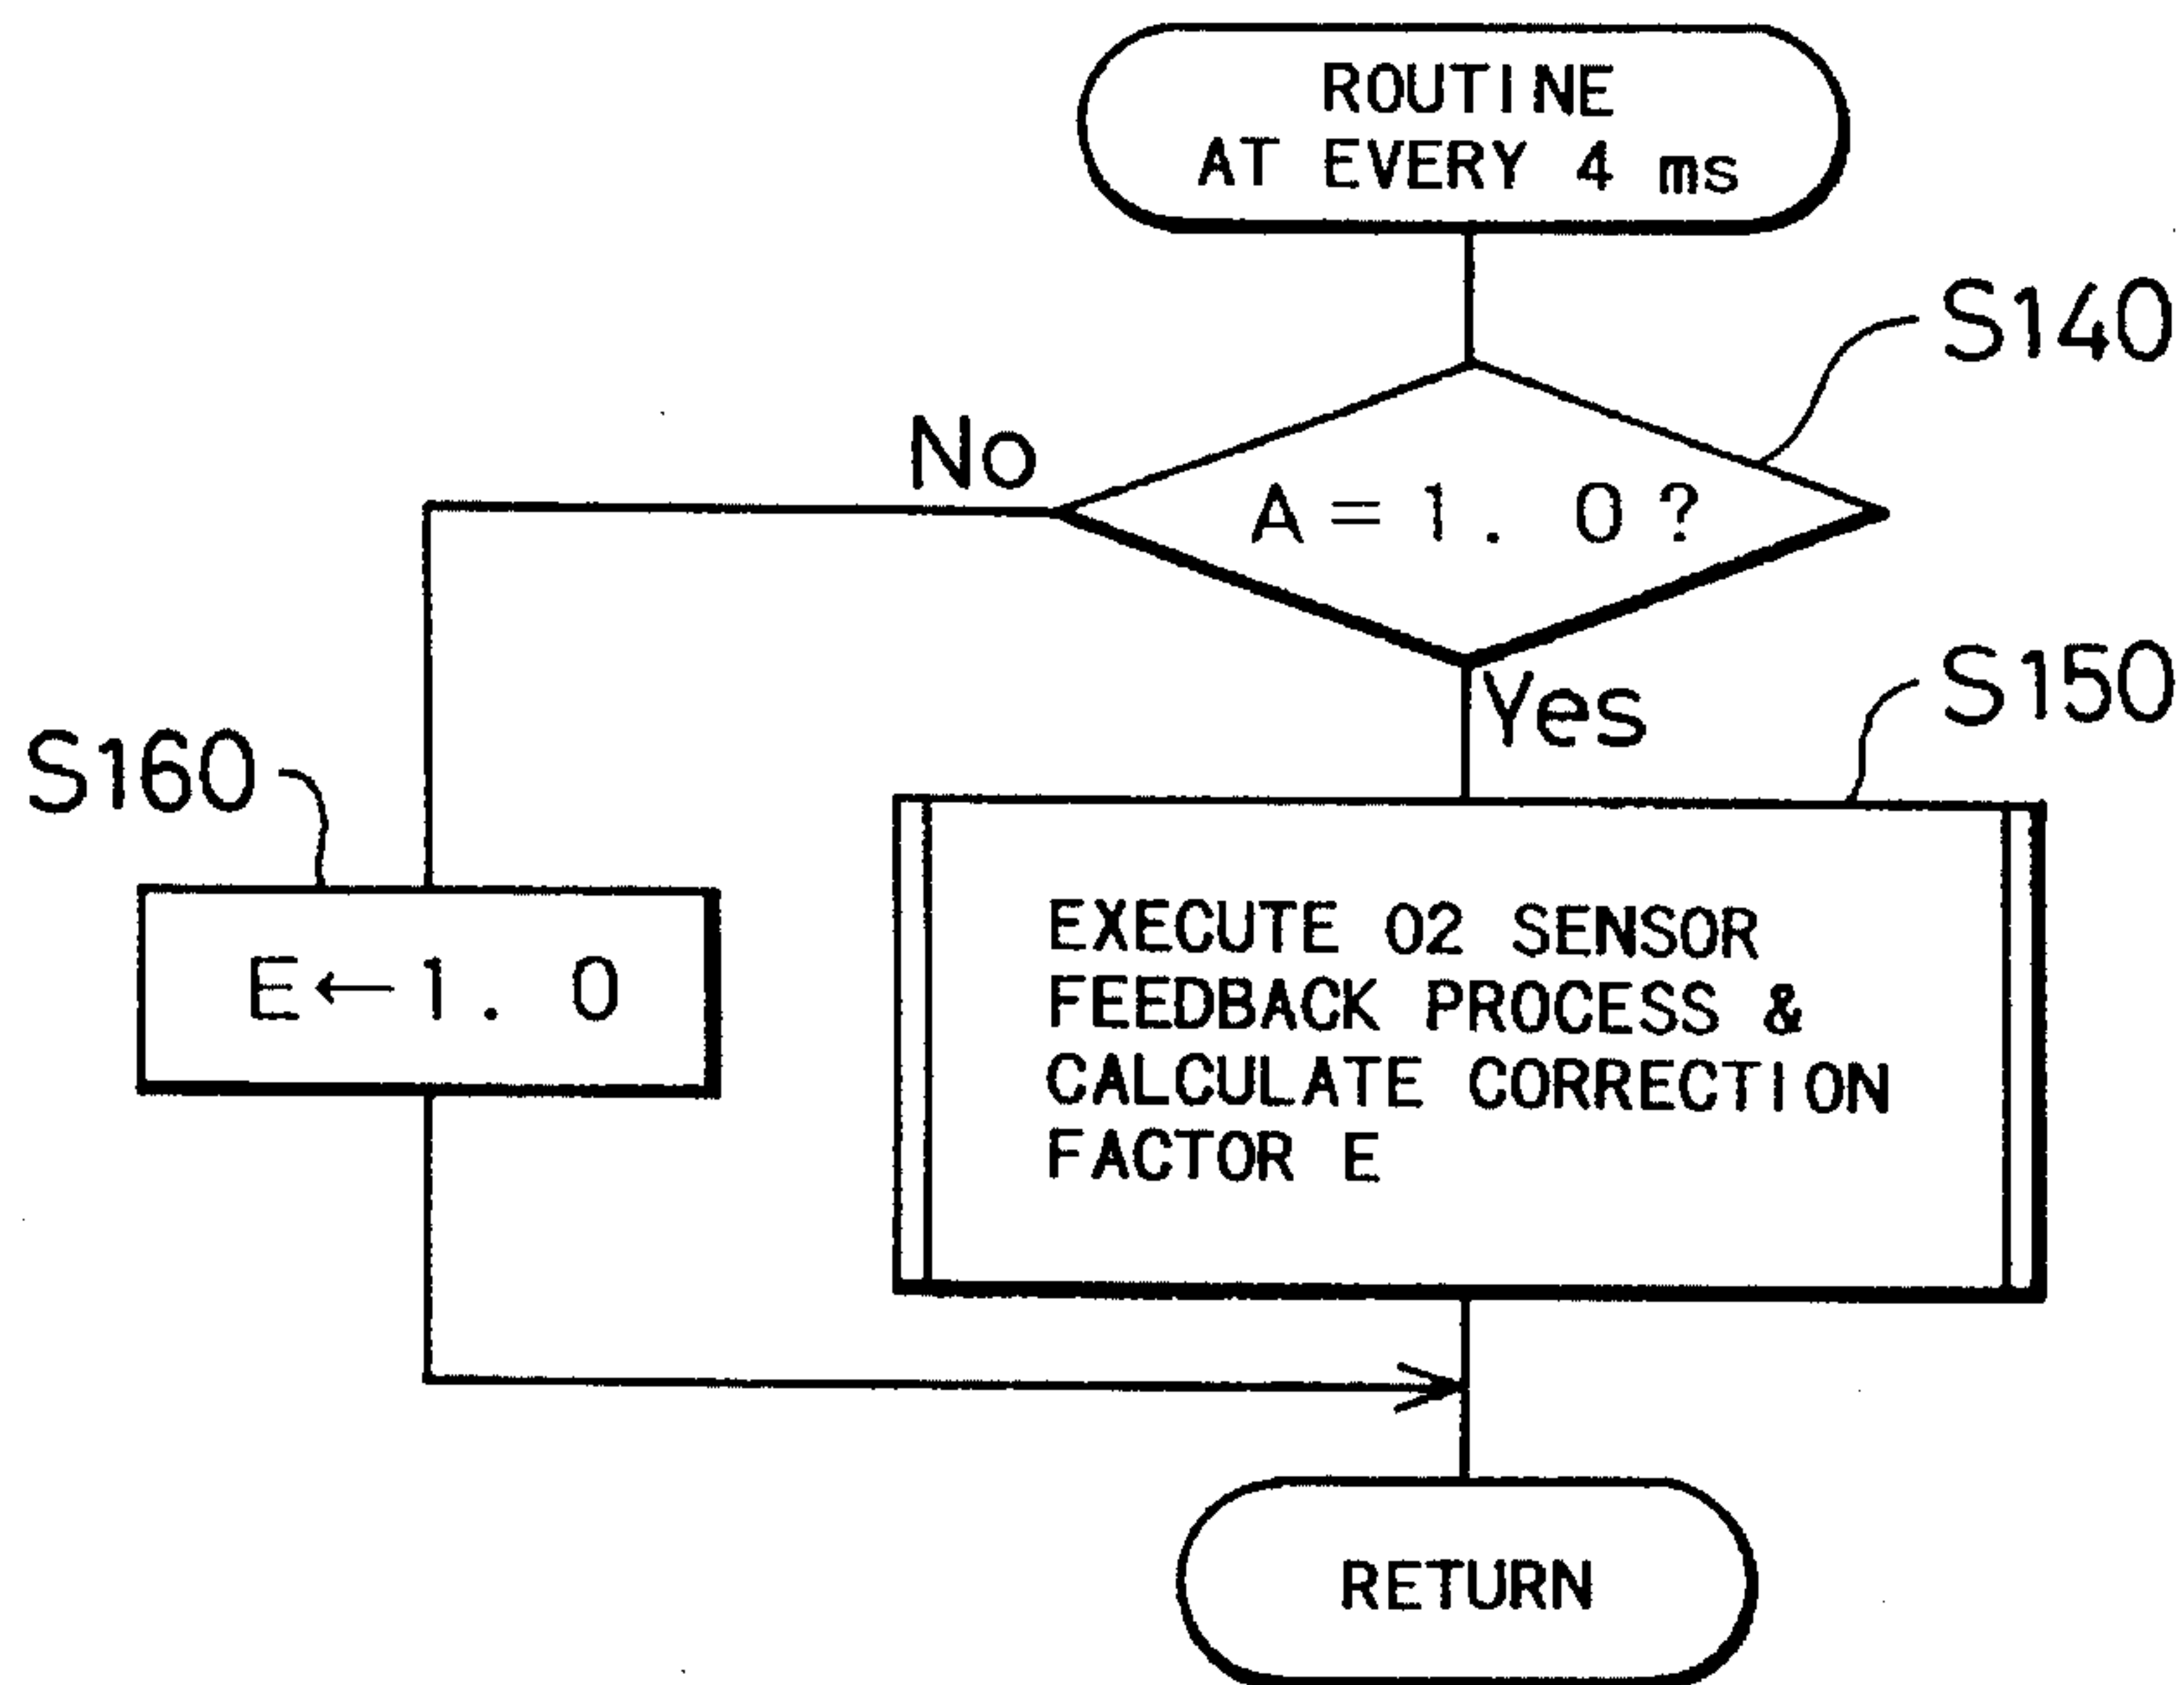 ROUTINE
AT EVERY 4 ms
S140
No
A=1. 0?
Yes
S150
S160
E←1. 0
EXECUTE O2 SENSOR
FEEDBACK PROCESS &
CALCULATE CORRECTION
FACTOR E
RETURN